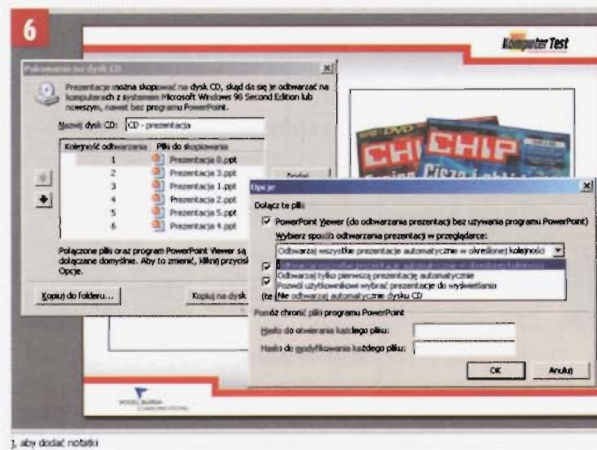 6
Komputer Test
Pakowanie na dysk CD
Prezentacje można skopiować na dysk CD, skąd da się je odtwarzać na
komputerach z systemem Microsoft Windows 98 Second Edition lub
nowszym, nawet bez programu PowerPoint.
Nazwij dysk CD: CD - prezentacja
Kolejność odtwarzania Pliki do skopiowania
1 Prezentacja 0.ppt
2 Prezentacja 3.ppt
3 Prezentacja 1.ppt
4 Prezentacja 2.ppt
5 Prezentacja 5.ppt
6 Prezentacja 4.ppt
Dodaj
Połączone pliki oraz program PowerPoint Viewer są
dołączane domyślnie. Aby to zmienić, kliknij przycisk
Opcje.
Kopiuj do folderu...
Kopiuj na dysk
CHIP
CHIP
Opcje
Dołącz te pliki
PowerPoint Viewer (do odtwarzania prezentacji bez używania programu PowerPoint)
Wybierz sposób odtwarzania prezentacji w przeglądarce:
Odtwarzaj wszystkie prezentacje automatycznie w określonej kolejności
Odtwarzaj tylko pierwszą prezentację automatycznie
Pozwól użytkownikowi wybrać prezentacje do wyświetlania
(te Nie odtwarzaj automatycznie dysku CD
Pomóż chronić pliki programu PowerPoint
Hasło do otwierania każdego pliku:
Hasło do modyfikowania każdego pliku:
OK
Anuluj
VOGEL BURDA
COMMUNICATIONS
, aby dodać notatki